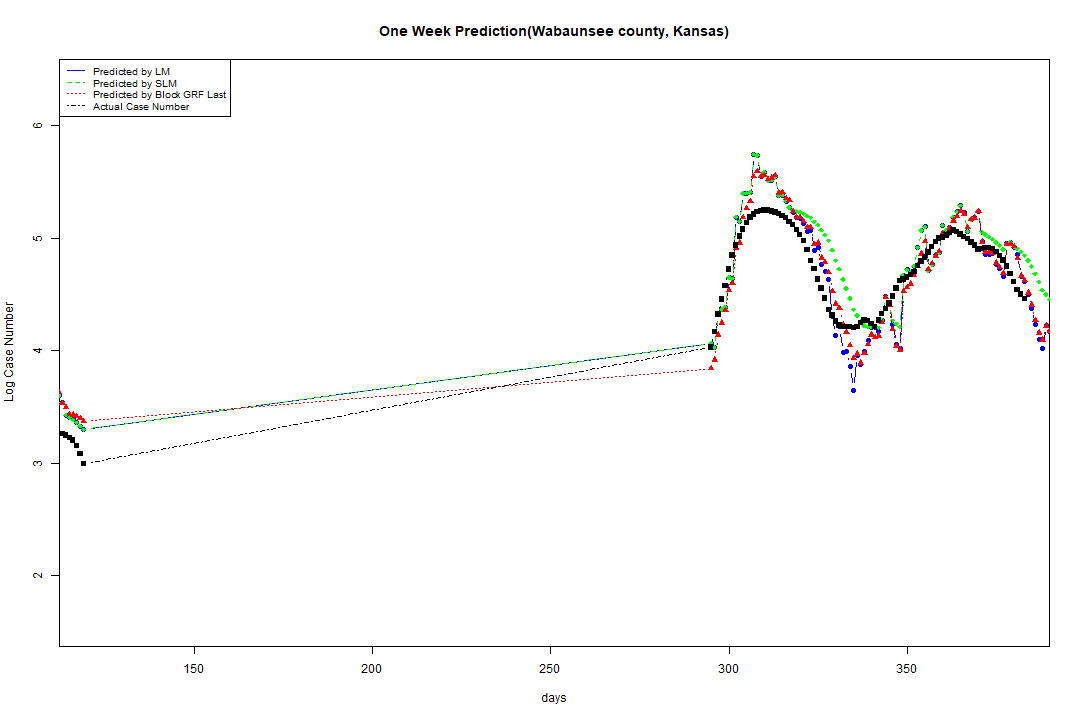 One Week Prediction(Wabaunsee county, Kansas)
Predicted by LM
Predicted by SLM
Predicted by Block GRF Last
Actual Case Number
6
5
4
3
2
Log Case Number
150 200 250 300 350
days